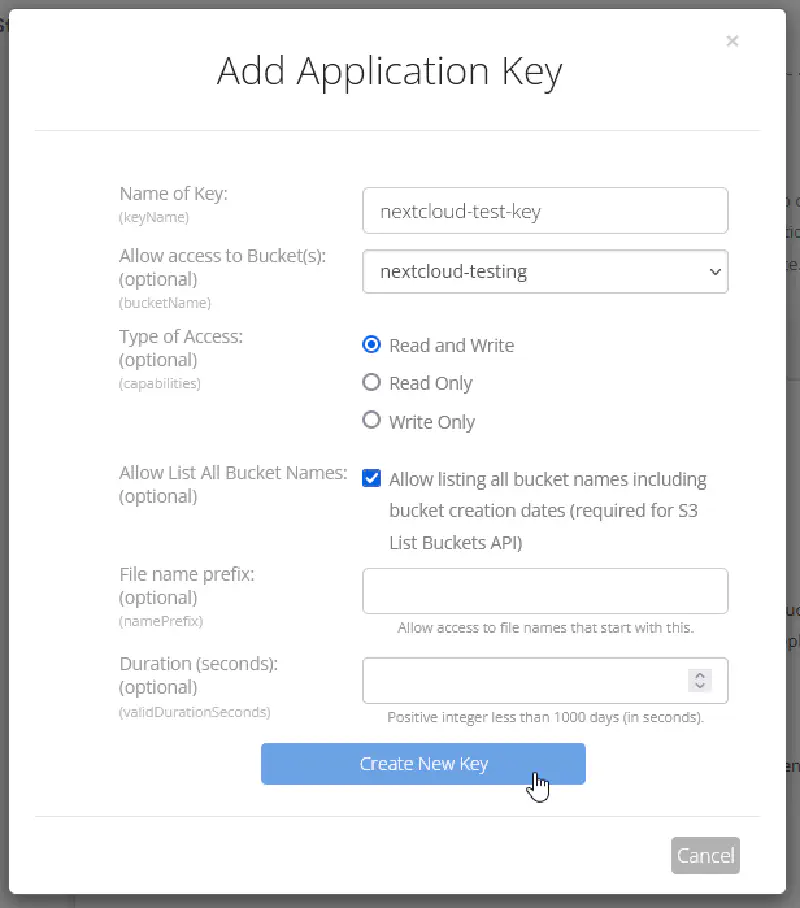 ×
Add Application Key
Name of Key:
(keyName)
nextcloud-test-key
Allow access to Bucket(s):
(optional)
(bucketName)
nextcloud-testing
Type of Access:
(optional)
(capabilities)
Read and Write
Read Only
Write Only
Allow List All Bucket Names:
(optional)
Allow listing all bucket names including
bucket creation dates (required for S3
List Buckets API)
File name prefix:
(optional)
(namePrefix)
Allow access to file names that start with this.
Duration (seconds):
(optional)
(validDurationSeconds)
Positive integer less than 1000 days (in seconds).
Create New Key
Cancel